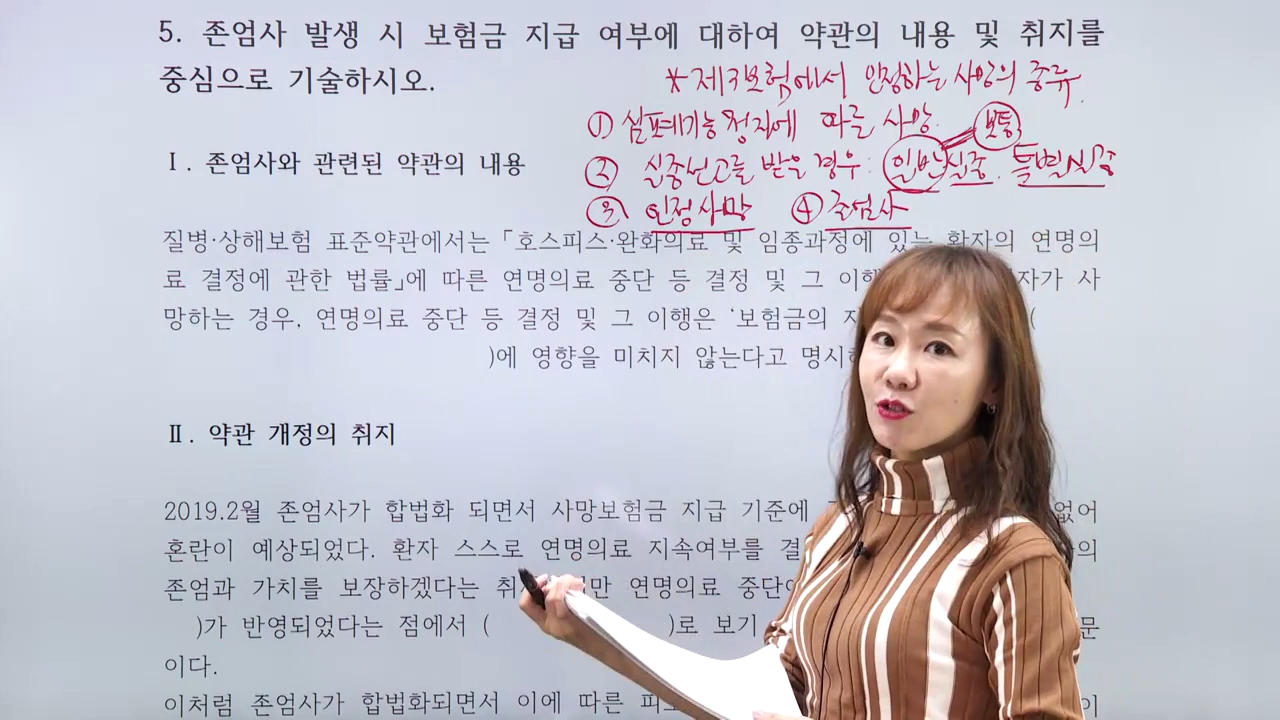 5. 존엄사 발생 시 보험금 지급 여부에 대하여 약관의 내용 및 취지를
중심으로 기술하시오.
* 제3보험에서 인정하는 사망의 종류.
① 심폐기능정지에 따른 사망.
보통
② 실종선고를 받은 경우: 일반실종. 특별실종
③ 인정사망 ④ 존엄사
Ⅰ. 존엄사와 관련된 약관의 내용
질병·상해보험 표준약관에서는 「호스피스·완화의료 및 임종과정에 있는 환자의 연명의
료 결정에 관한 법률」에 따른 연명의료 중단 등 결정 및 그 이행 자가 사
망하는 경우, 연명의료 중단 등 결정 및 그 이행은 ‘보험금의 지 (
)에 영향을 미치지 않는다고 명시
Ⅱ. 약관 개정의 취지
2019.2월 존엄사가 합법화 되면서 사망보험금 지급 기준에 없어
혼란이 예상되었다. 환자 스스로 연명의료 지속여부를 결 의
존엄과 가치를 보장하겠다는 취 만 연명의료 중단
)가 반영되었다는 점에서 ( )로 보기 문
이다.
이처럼 존엄사가 합법화되면서 이에 따른 피 이